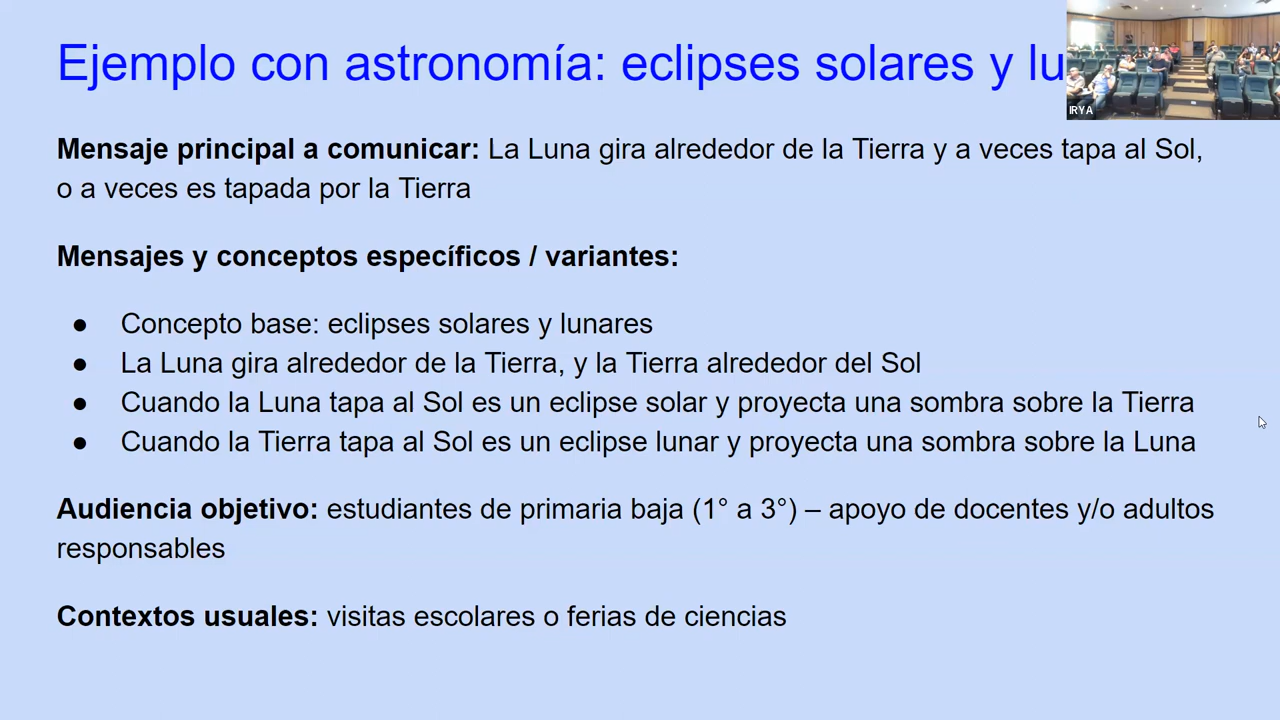 Ejemplo con astronomía: eclipses solares y lu
IRYA
Mensaje principal a comunicar: La Luna gira alrededor de la Tierra y a veces tapa al Sol,
o a veces es tapada por la Tierra
Mensajes y conceptos específicos / variantes:
● Concepto base: eclipses solares y lunares
● La Luna gira alrededor de la Tierra, y la Tierra alrededor del Sol
● Cuando la Luna tapa al Sol es un eclipse solar y proyecta una sombra sobre la Tierra
● Cuando la Tierra tapa al Sol es un eclipse lunar y proyecta una sombra sobre la Luna
Audiencia objetivo: estudiantes de primaria baja (1° a 3°) – apoyo de docentes y/o adultos
responsables
Contextos usuales: visitas escolares o ferias de ciencias